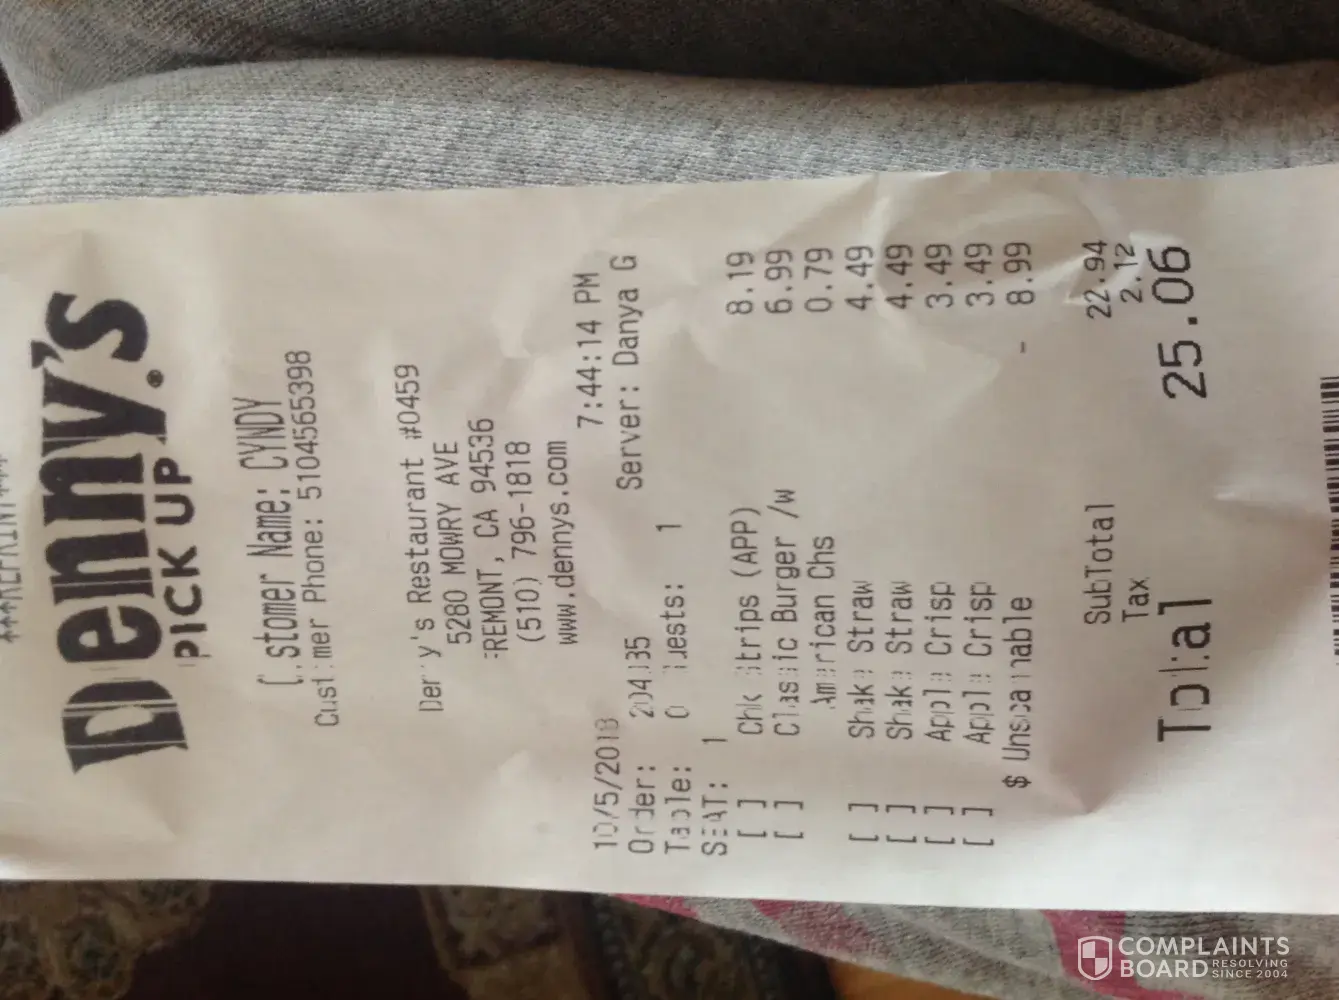 ***REPRINT***
Denny's
PICK UP
Customer Name: CYNDY
Customer Phone: 5104565398
Denny's Restaurant #0459
5280 MOWRY AVE
FREMONT, CA 94536
(510) 796-1818
www.dennys.com
10/5/2018 7:44:14 PM
Order: Server: Danya G
Table: 0 Guests: 1
SEAT: 1
[ ] Chk Strips (APP) 8.19
[ ] Classic Burger /w 6.99
American Chs 0.79
[ ] Shake Straw 4.49
[ ] Shake Straw 4.49
[ ] Apple Crisp 3.49
[ ] Apple Crisp 3.49
$ Unscannable - 8.99
SubTotal 22.94
Tax 2.12
Total 25.06
COMPLAINTS
BOARD RESOLVING
SINCE 2004